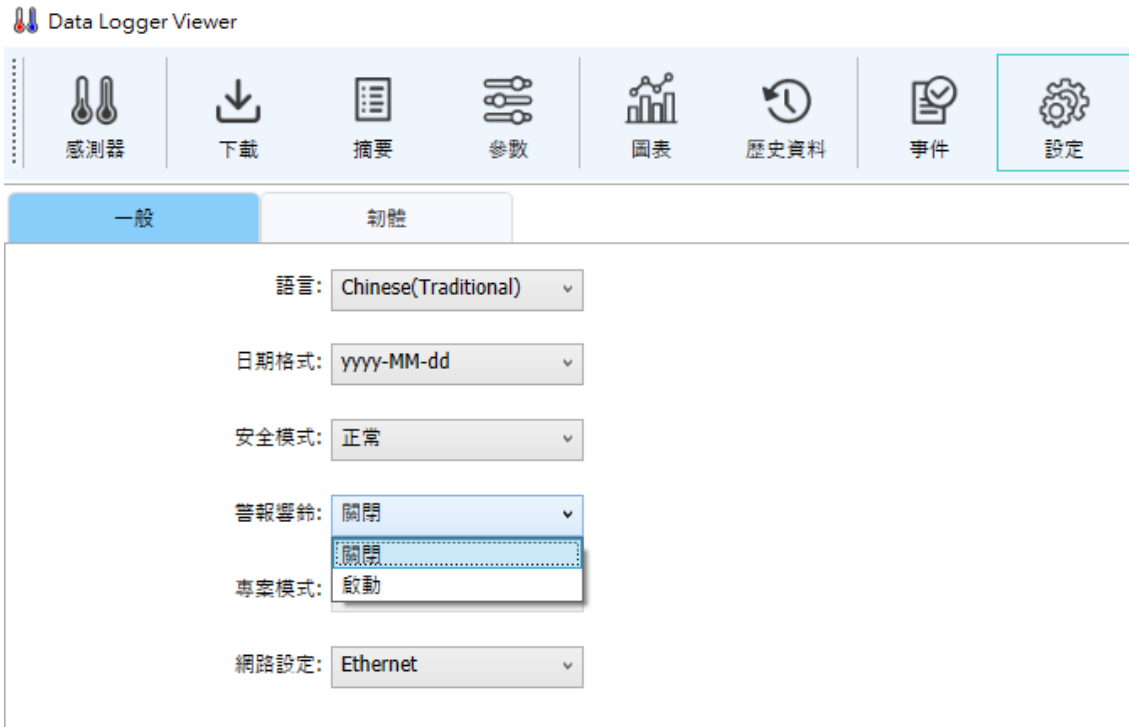 Data Logger Viewer
感測器 下載 摘要 參數 圖表 歷史資料 事件 設定
一般 韌體
語言: Chinese(Traditional)
日期格式: yyyy-MM-dd
安全模式: 正常
警報響鈴: 關閉
關閉
專案模式: 啟動
網路設定: Ethernet